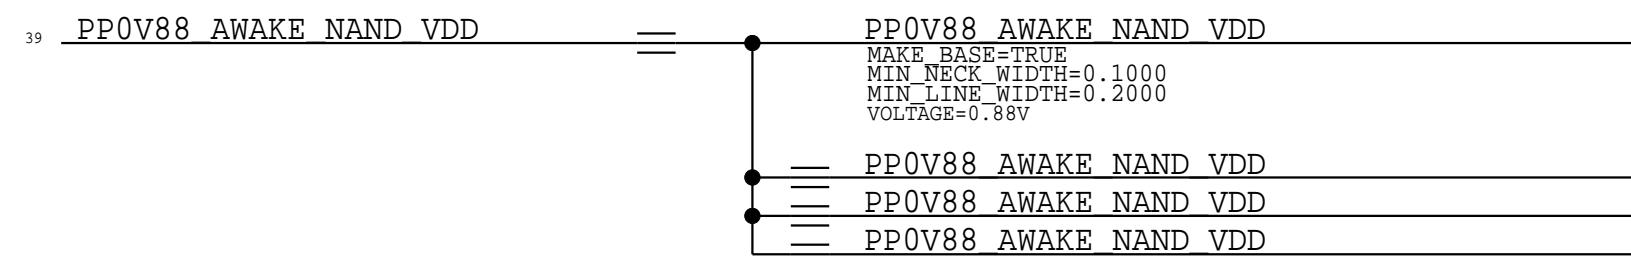 39 PP0V88_AWAKE_NAND_VDD PP0V88_AWAKE_NAND_VDD
MAKE_BASE=TRUE
MIN_NECK_WIDTH=0.1000
MIN_LINE_WIDTH=0.2000
VOLTAGE=0.88V
PP0V88_AWAKE_NAND_VDD
PP0V88_AWAKE_NAND_VDD
PP0V88_AWAKE_NAND_VDD